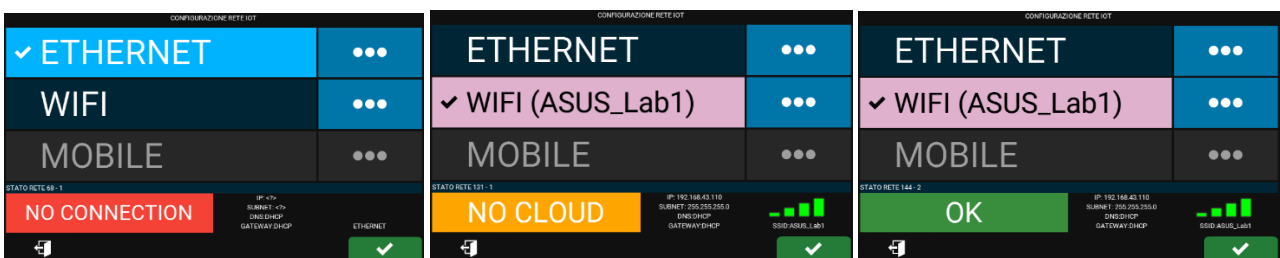 CONFIGURAZIONE RETE IOT
ETHERNET
WIFI
MOBILE
STATO RETE 68 - 1
NO CONNECTION
IP: <?>
SUBNET: <?>
DNS:DHCP
GATEWAY:DHCP
ETHERNET
CONFIGURAZIONE RETE IOT
ETHERNET
WIFI (ASUS_Lab1)
MOBILE
STATO RETE 131 - 1
NO CLOUD
IP: 192.168.43.110
SUBNET: 255.255.255.0
DNS:DHCP
GATEWAY:DHCP
SSID:ASUS_Lab1
CONFIGURAZIONE RETE IOT
ETHERNET
WIFI (ASUS_Lab1)
MOBILE
STATO RETE 144 - 2
OK
IP: 192.168.43.110
SUBNET: 255.255.255.0
DNS:DHCP
GATEWAY:DHCP
SSID:ASUS_Lab1